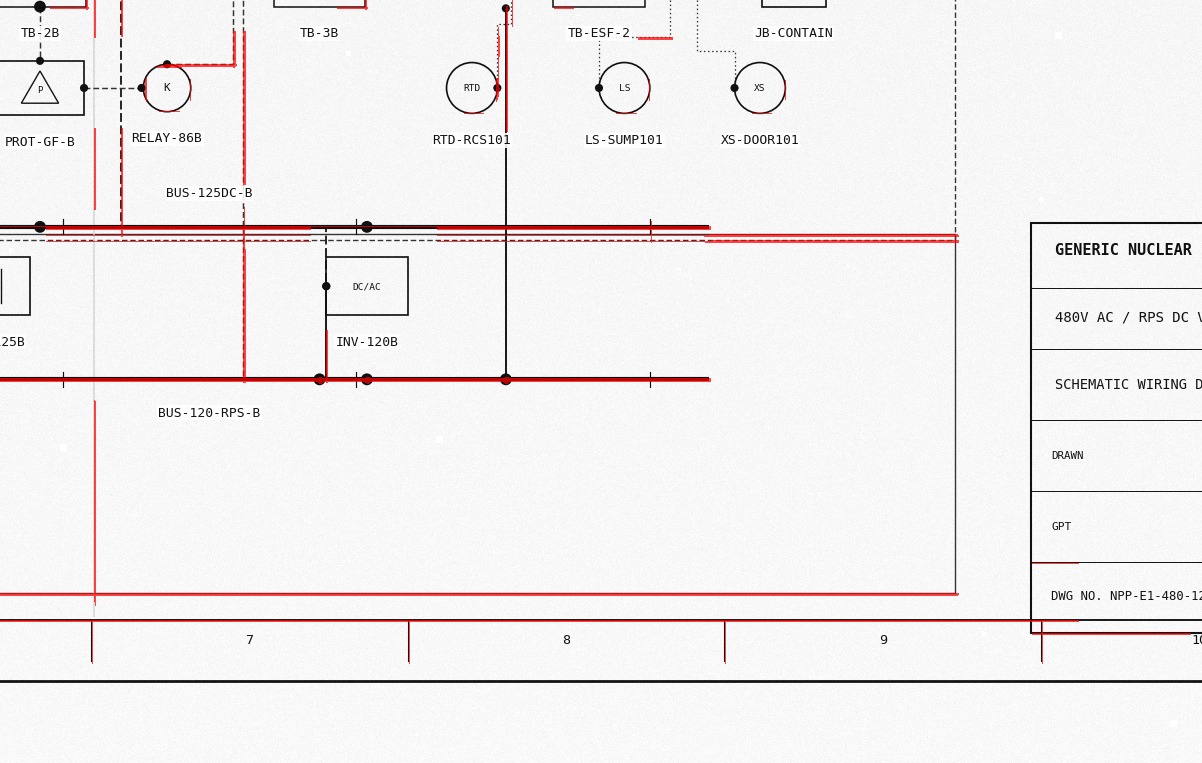 TB-2B
TB-3B
TB-ESF-2
JB-CONTAIN
P
K
RTD
LS
XS
PROT-GF-B
RELAY-86B
RTD-RCS101
LS-SUMP101
XS-DOOR101
BUS-125DC-B
GENERIC NUCLEAR
DC/AC
480V AC / RPS DC
25B
INV-120B
SCHEMATIC WIRING
BUS-120-RPS-B
DRAWN
GPT
DWG NO. NPP-E1-480-12
7
8
9
10